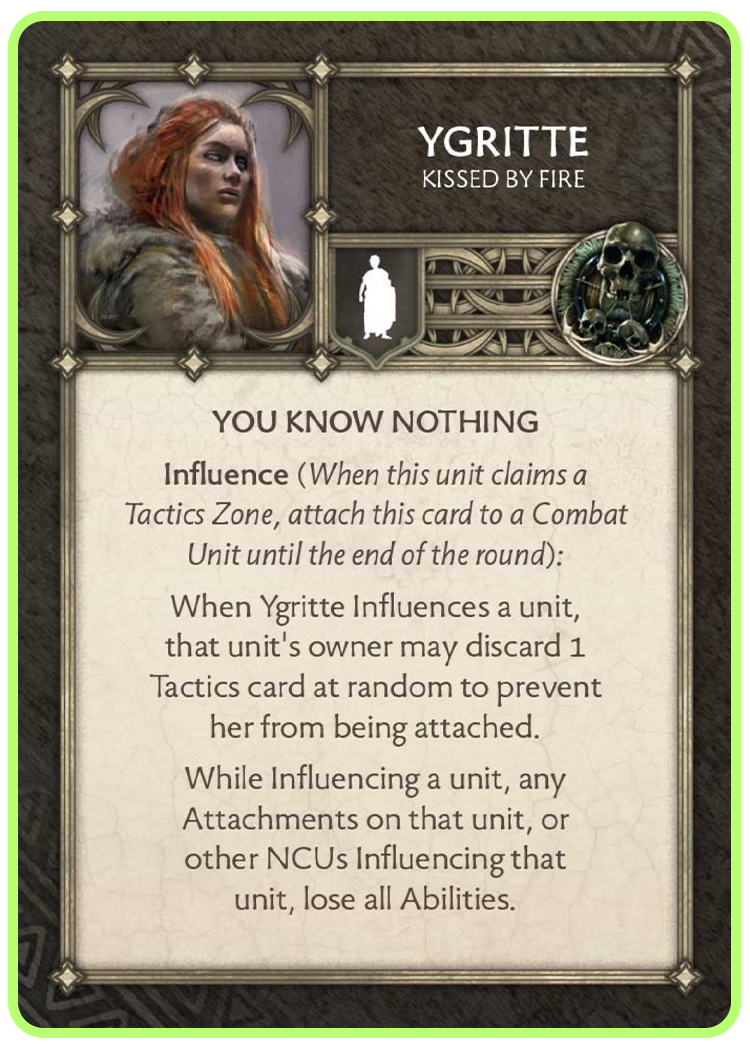 YGRITTE
KISSED BY FIRE
YOU KNOW NOTHING
Influence (When this unit claims a
Tactics Zone, attach this card to a Combat
Unit until the end of the round):
When Ygritte Influences a unit,
that unit's owner may discard 1
Tactics card at random to prevent
her from being attached.
While Influencing a unit, any
Attachments on that unit, or
other NCUs Influencing that
unit, lose all Abilities.